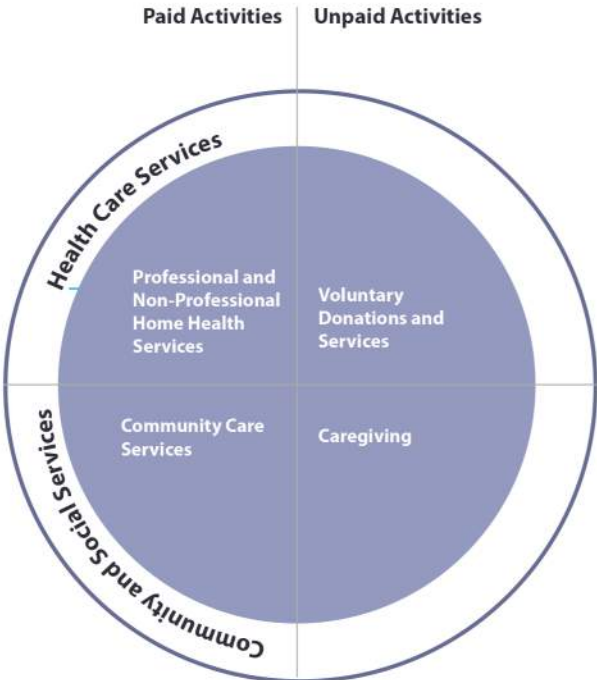 Paid Activities
Unpaid Activities
Health Care Services
Professional and
Non-Professional
Home Health
Services
Voluntary
Donations and
Services
Community Care
Services
Caregiving
Community and Social Services